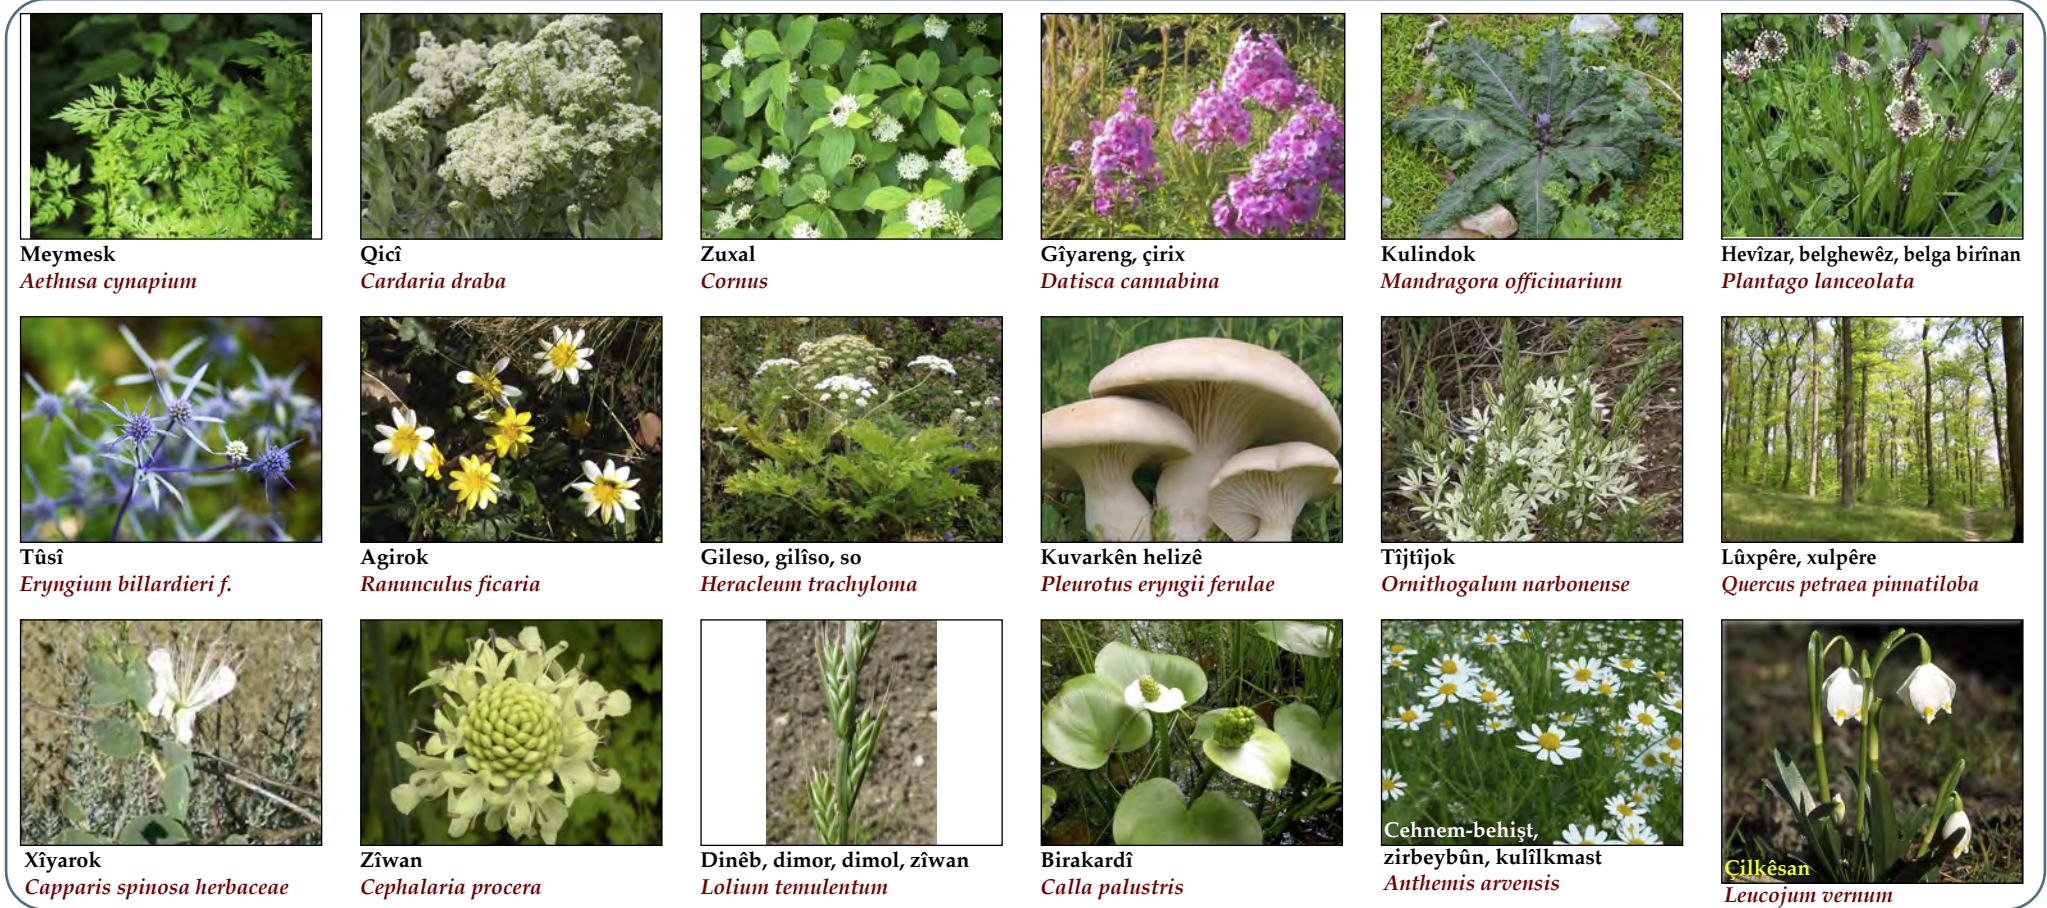 Meymesk
Aethusa cynapium
Qicî
Cardaria draba
Zuxal
Cornus
Gîyareng, çirix
Datisca cannabina
Kulindok
Mandragora officinarium
Hevîzar, belghewêz, belga birînan
Plantago lanceolata
Tûsî
Eryngium billardieri f.
Agirok
Ranunculus ficaria
Gileso, gilîso, so
Heracleum trachyloma
Kuvarkên helizê
Pleurotus eryngii ferulae
Tîjtîjok
Ornithogalum narbonense
Lûxpêre, xulpêre
Quercus petraea pinnatiloba
Xîyarok
Capparis spinosa herbaceae
Zîwan
Cephalaria procera
Dinêb, dimor, dimol, zîwan
Lolium temulentum
Birakardî
Calla palustris
Cehnem-behişt,
zirbeybûn, kulîlkmast
Anthemis arvensis
Çilkêsan
Leucojum vernum